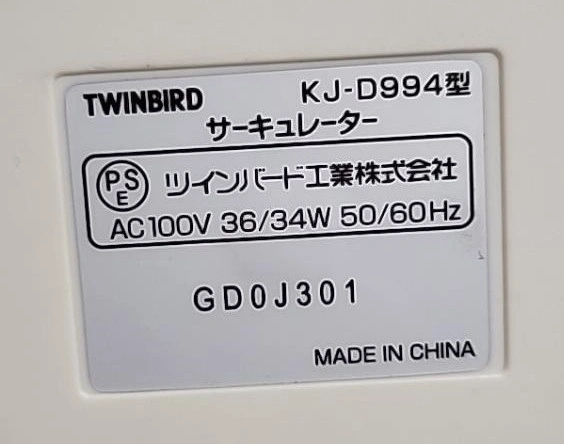 TWINBIRD KJ-D994型
サーキュレーター
PSE ツインバード工業株式会社
AC100V 36/34W 50/60Hz
GD0J301
MADE IN CHINA